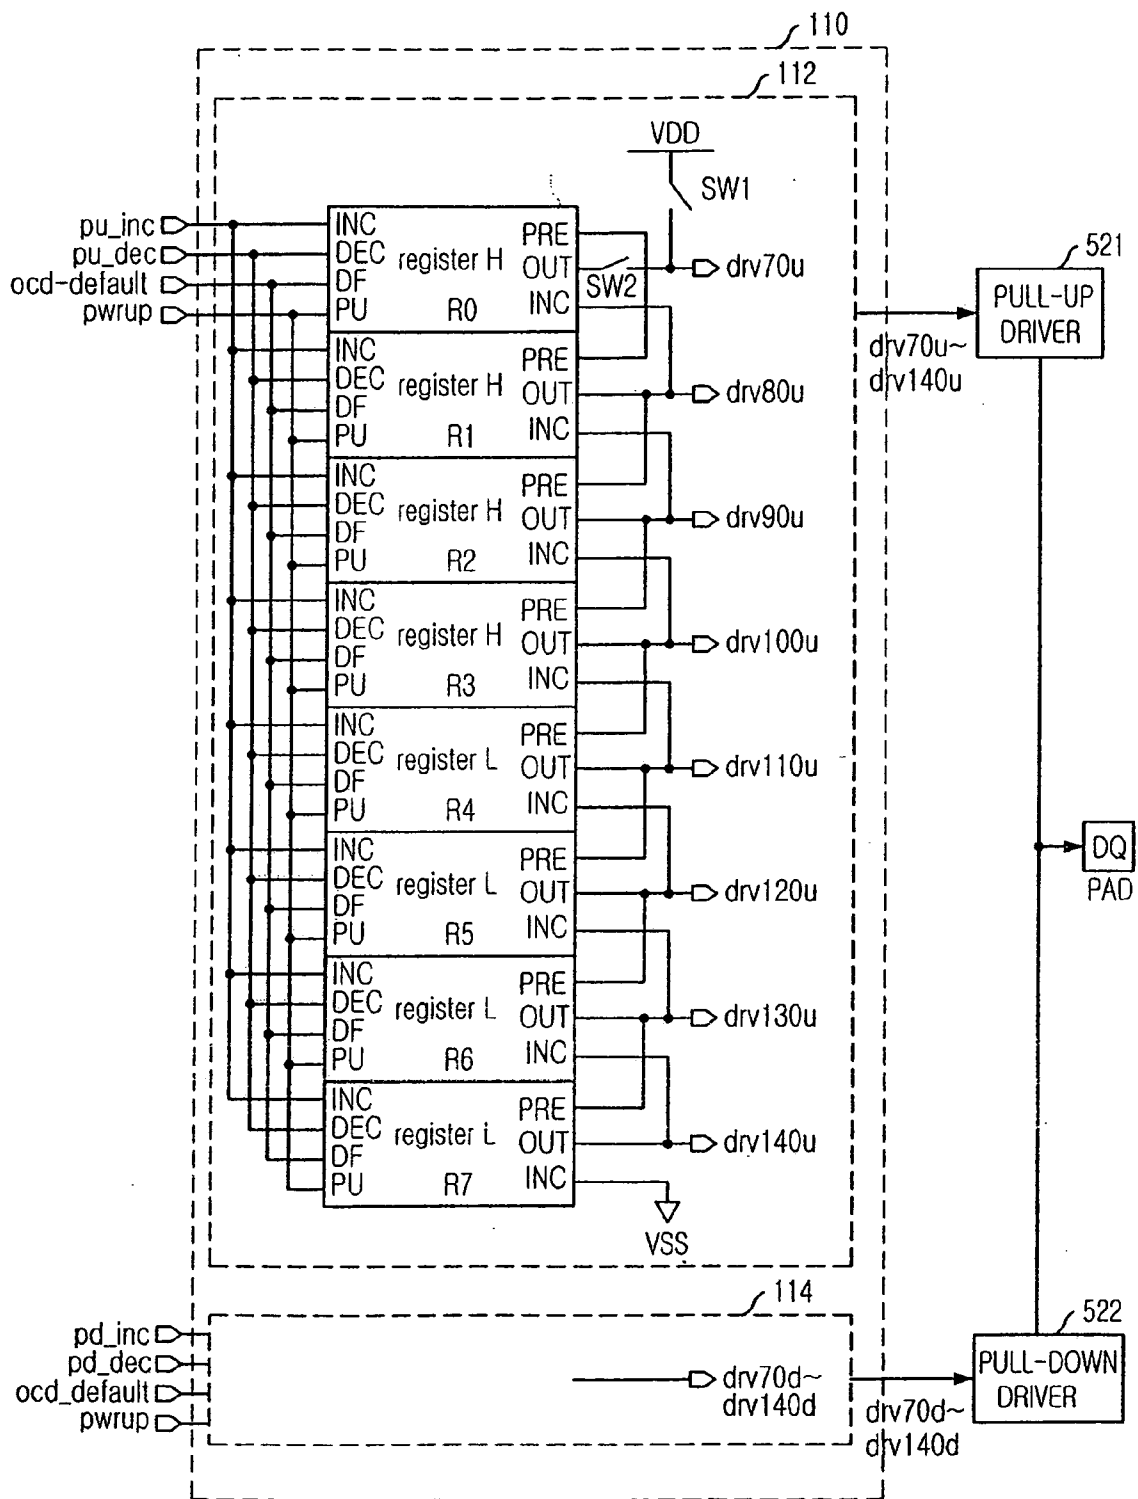 110
112
VDD
SW1
pu_inc
pu_dec
ocd-default
pwrup
INC
DEC
DF
PU
register H
R0
PRE
OUT
INC
SW2
drv70u
INC
DEC
DF
PU
register H
R1
PRE
OUT
INC
drv80u
INC
DEC
DF
PU
register H
R2
PRE
OUT
INC
drv90u
INC
DEC
DF
PU
register H
R3
PRE
OUT
INC
drv100u
INC
DEC
DF
PU
register L
R4
PRE
OUT
INC
drv110u
INC
DEC
DF
PU
register L
R5
PRE
OUT
INC
drv120u
INC
DEC
DF
PU
register L
R6
PRE
OUT
INC
drv130u
INC
DEC
DF
PU
register L
R7
PRE
OUT
INC
drv140u
VSS
drv70u~
drv140u
521
PULL-UP
DRIVER
DQ
PAD
114
pd_inc
pd_dec
ocd_default
pwrup
drv70d~
drv140d
drv70d~
drv140d
522
PULL-DOWN
DRIVER